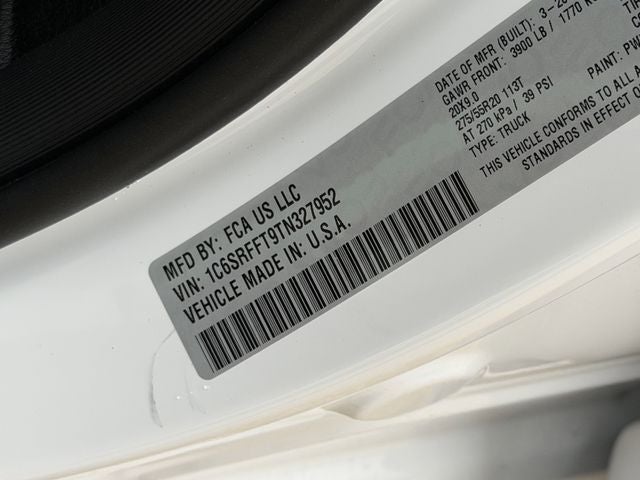 MFD BY: FCA US LLC
VIN: 1C6SRFFT9TN327952
VEHICLE MADE IN: U.S.A.
DATE OF MFR (BUILT):
GAWR FRONT: 3900 LB / 1770
20X9.0
275/55R20 113T
AT 270 kPa / 39 PSI
TYPE: TRUCK
PAINT:
THIS VEHICLE CONFORMS TO ALL
STANDARDS IN EFFECT